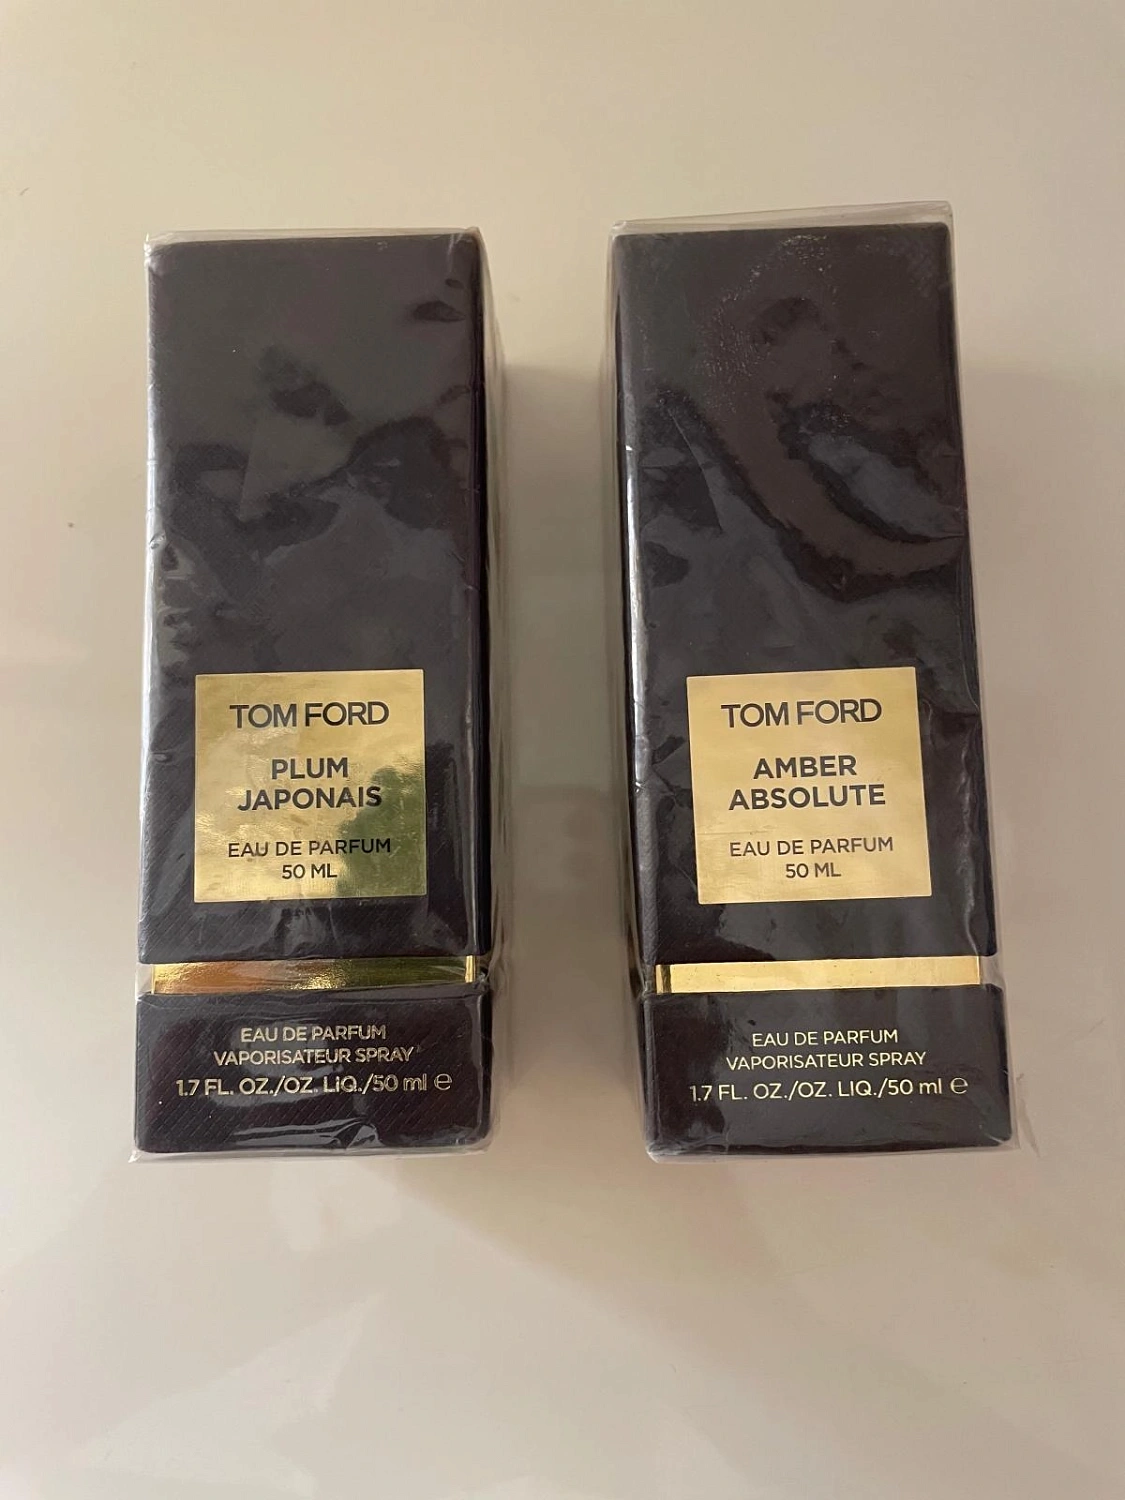 TOM FORD
PLUM
JAPONAIS
EAU DE PARFUM
50 ML
EAU DE PARFUM
VAPORISATEUR SPRAY
1.7 FL. OZ./OZ. LIQ./50 ml ℮
TOM FORD
AMBER
ABSOLUTE
EAU DE PARFUM
50 ML
EAU DE PARFUM
VAPORISATEUR SPRAY
1.7 FL. OZ./OZ. LIQ./50 ml ℮